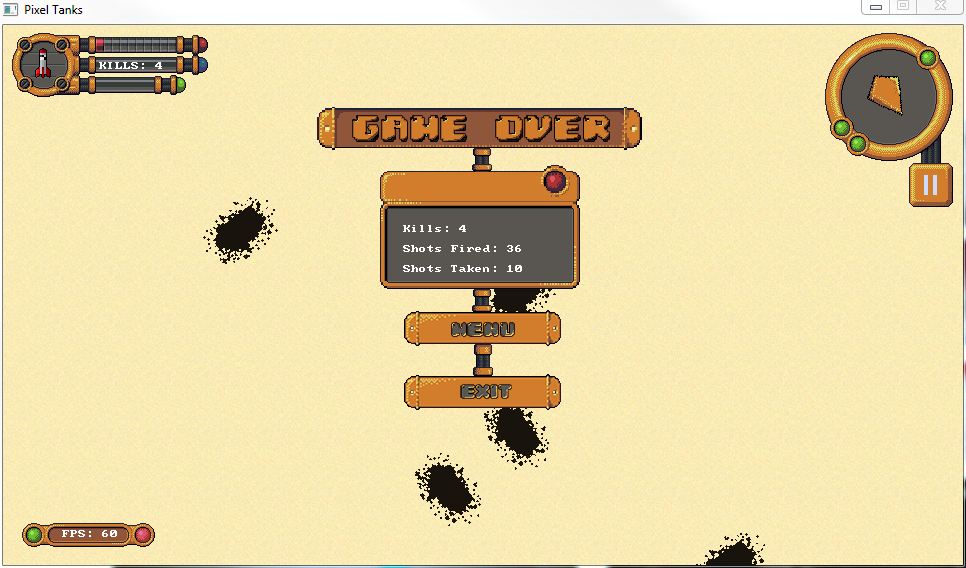 Pixel Tanks
KILLS: 4
GAME OVER
Kills: 4
Shots Fired: 36
Shots Taken: 10
MENU
EXIT
FPS: 60